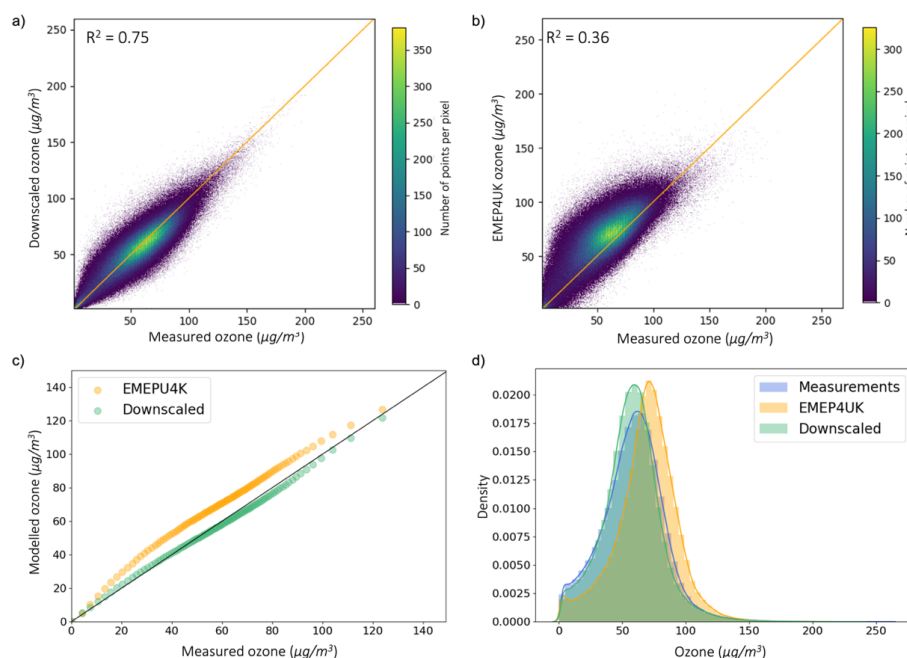 a)
R² = 0.75
Downscaled ozone (μg/m³)
250
200
150
100
50
50 100 150 200 250
Measured ozone (μg/m³)
350
300
250
200
150
100
50
0
Number of points per pixel
b)
R² = 0.36
EMEP4UK ozone (μg/m³)
250
200
150
100
50
50 100 150 200 250
Measured ozone (μg/m³)
300
250
200
150
100
50
0
c)
EMEPU4K
Downscaled
Modelled ozone (μg/m³)
140
120
100
80
60
40
20
0
0 20 40 60 80 100 120 140
Measured ozone (μg/m³)
d)
Measurements
EMEP4UK
Downscaled
Density
0.0200
0.0175
0.0150
0.0125
0.0100
0.0075
0.0050
0.0025
0.0000
0 50 100 150 200 250
Ozone (μg/m³)